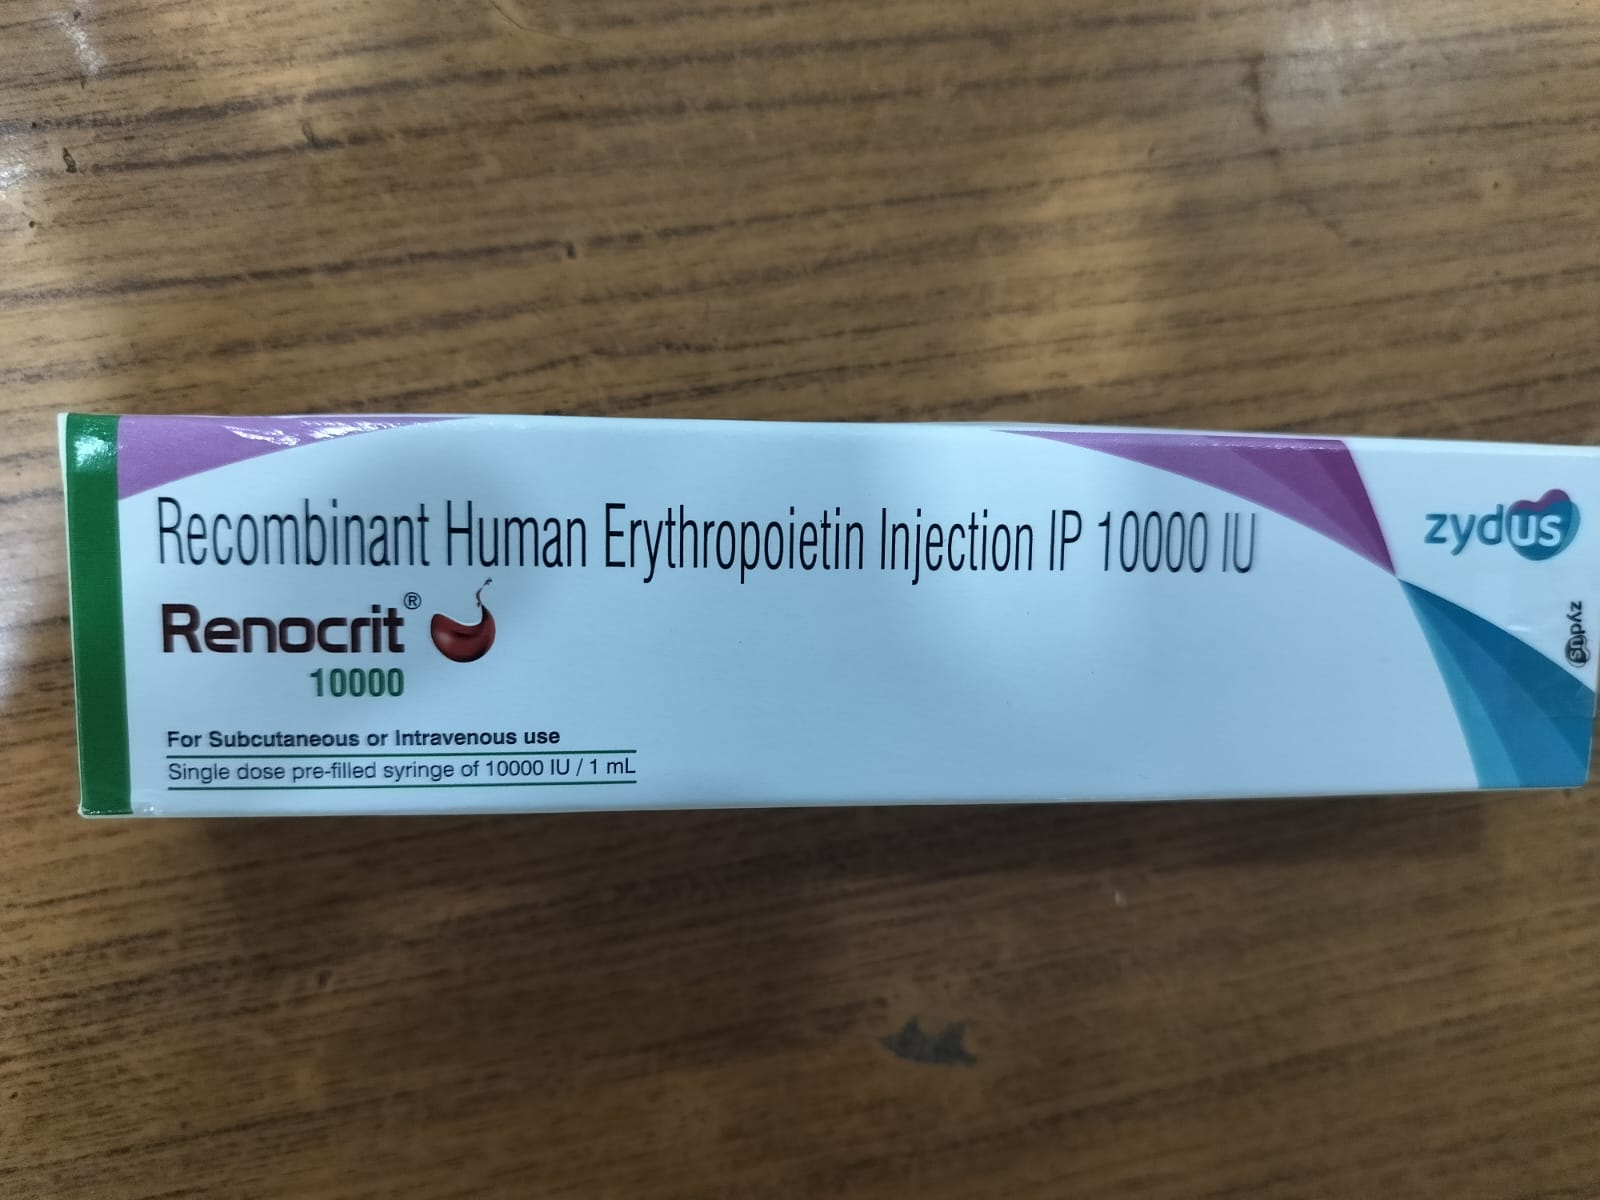 Recombinant Human Erythropoietin Injection IP 10000 IU
Renocrit®
10000
For Subcutaneous or Intravenous use
Single dose pre-filled syringe of 10000 IU / 1 mL
zydus
zydus